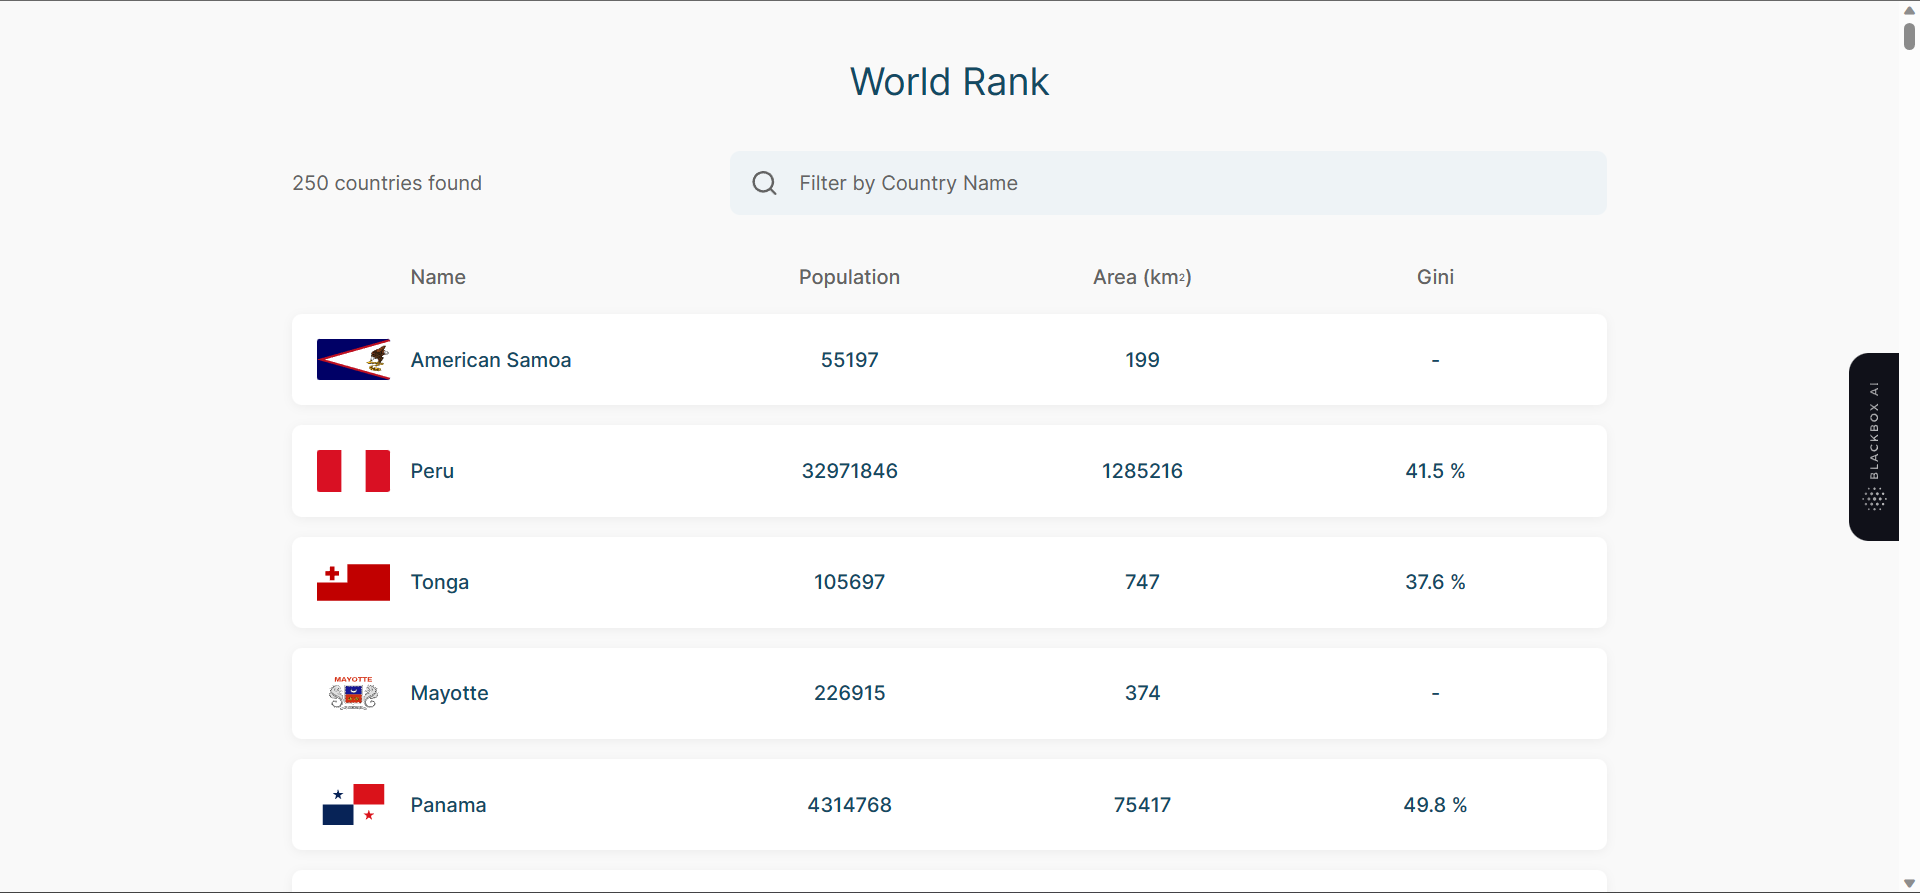 World Rank
250 countries found
Filter by Country Name
Name Population Area (km²) Gini
American Samoa 55197 199 -
Peru 32971846 1285216 41.5 %
Tonga 105697 747 37.6 %
MAYOTTE
Mayotte 226915 374 -
Panama 4314768 75417 49.8 %
BLACKBOX AI